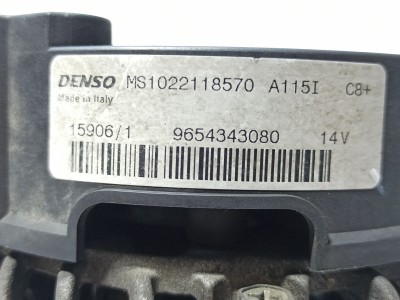 DENSO MS1022118570 A115I C8+
Made in Italy
15906/1 9654343080 14V